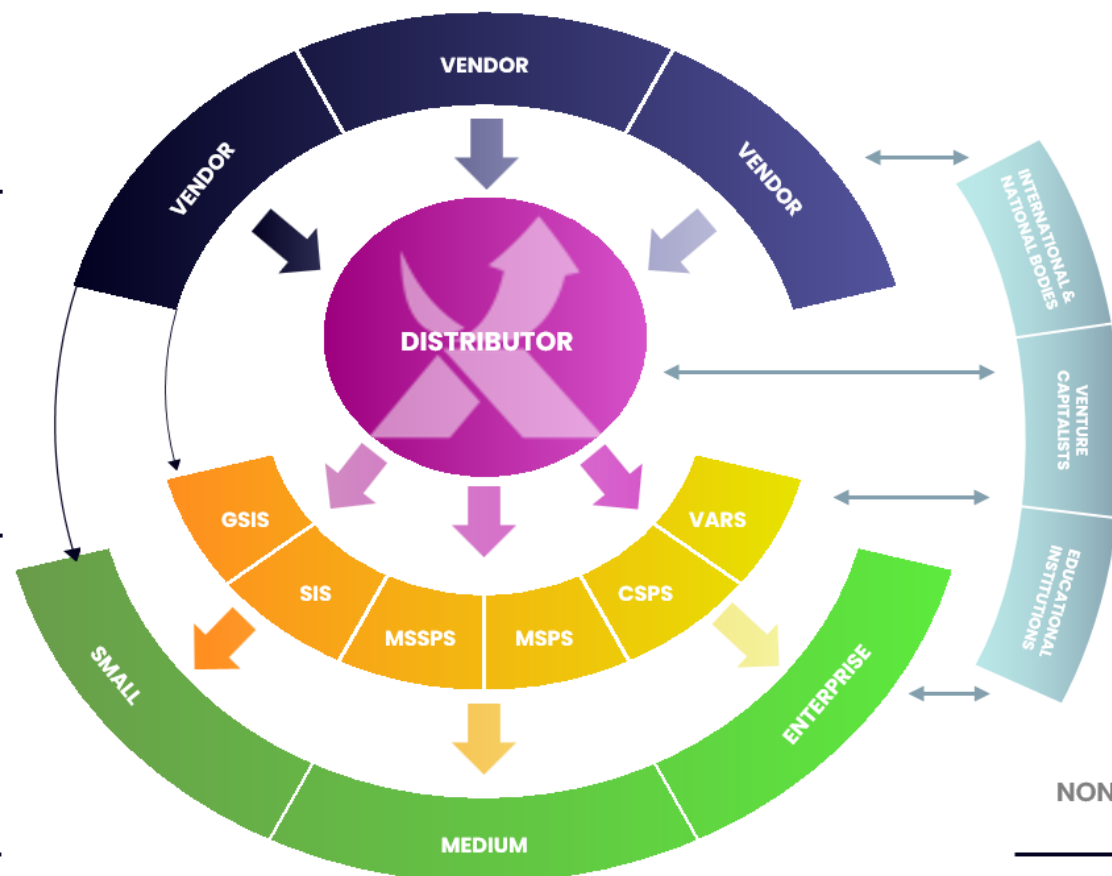 VENDOR
VENDOR
VENDOR
INTERNATIONAL &
NATIONAL BODIES
DISTRIBUTOR
VENTURE
CAPITALISTS
GSIS
VARS
SIS
CSPS
MSSPS
MSPS
EDUCATIONAL
INSTITUTIONS
SMALL
ENTERPRISE
MEDIUM
NON